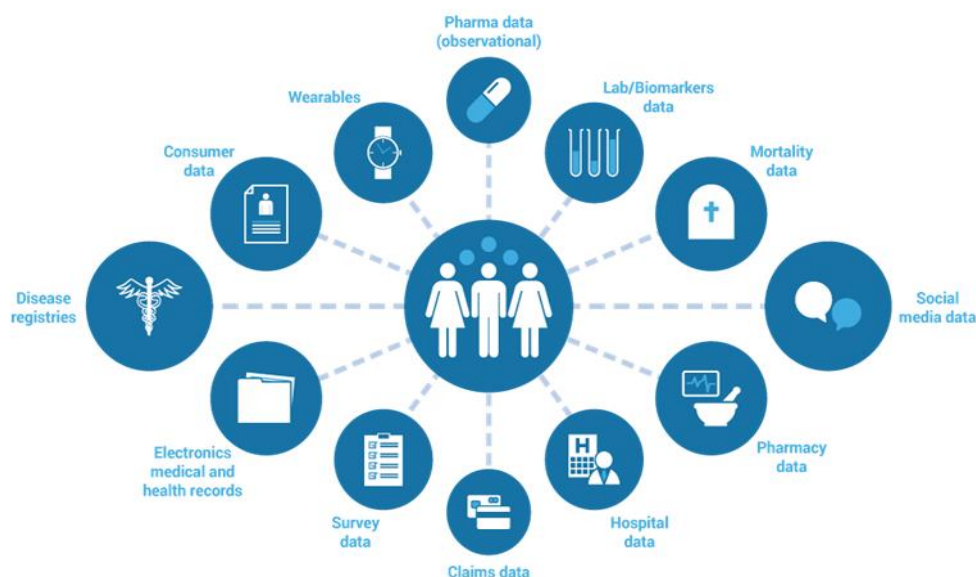 Pharma data
(observational)
Lab/Biomarkers
data
Wearables
Consumer
data
Mortality
data
Disease
registries
Social
media data
Electronics
medical and
health records
Pharmacy
data
Survey
data
H
Hospital
data
Claims data